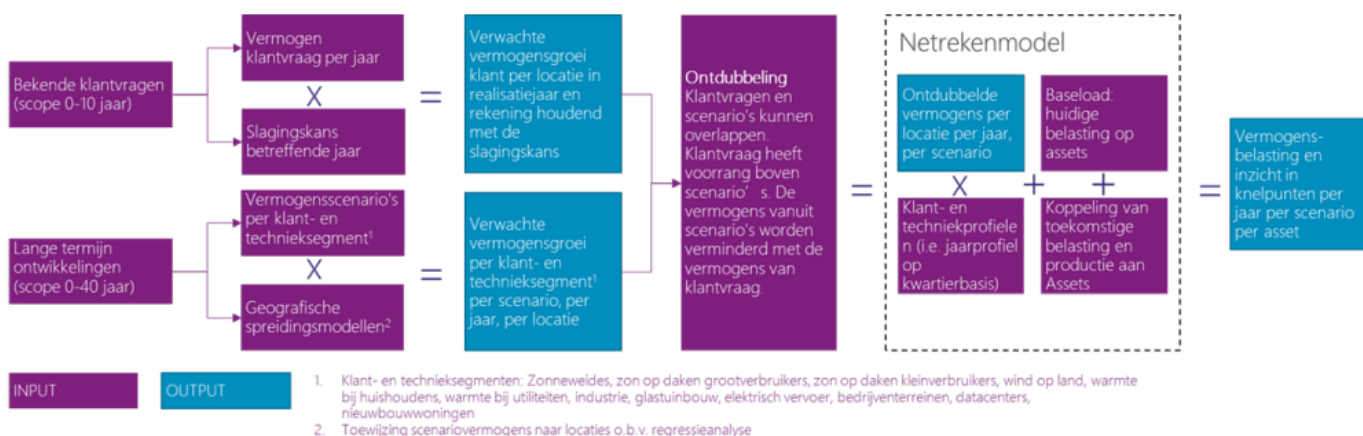 Bekende klantvragen
(scope 0-10 jaar)
Vermogen
klantvraag per jaar
X
Slagingskans
betreffende jaar
=
Verwachte
vermogensgroei
klant per locatie in
realisatiejaar en
rekening houdend
met de
slagingskans
Lange termijn
ontwikkelingen
(scope 0-40 jaar)
Vermogensscenario's
per klant- en
technieksegment¹
X
Geografische
spreidingsmodellen²
=
Verwachte
vermogensgroei
per klant- en
technieksegment¹
per scenario, per
jaar, per locatie
Ontdubbeling
Klantvragen en
scenario's kunnen
overlappen.
Klantvraag heeft
voorrang boven
scenario' s. De
vermogens vanuit
scenario's worden
verminderd met de
vermogens van
klantvraag.
=
Netrekenmodel
Ontdubbelde
vermogens per
locatie per jaar,
per scenario
Baseload:
huidige
belasting op
assets
X + +
Klant- en
techniekprofiele
n (i.e. jaarprofiel
op
kwartierbasis)
Koppeling van
toekomstige
belasting en
productie aan
Assets
=
Vermogens-
belasting en
inzicht in
knelpunten per
jaar per scenario
per asset
INPUT
OUTPUT
1. Klant- en technieksegmenten: Zonneweides, zon op daken grootverbruikers, zon op daken kleinverbruikers, wind op land, warmte
bij huishoudens, warmte bij utiliteiten, industrie, glastuinbouw, elektrisch vervoer, bedrijventerreinen, datacenters,
nieuwbouwwoningen
2. Toewijzing scenariovermogens naar locaties o.b.v. regressieanalyse